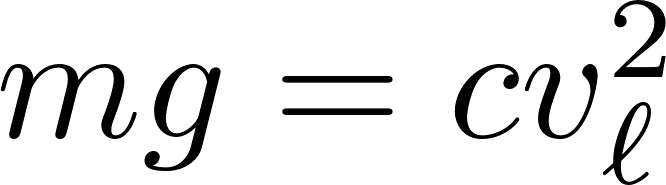 mg = cv_ℓ^2